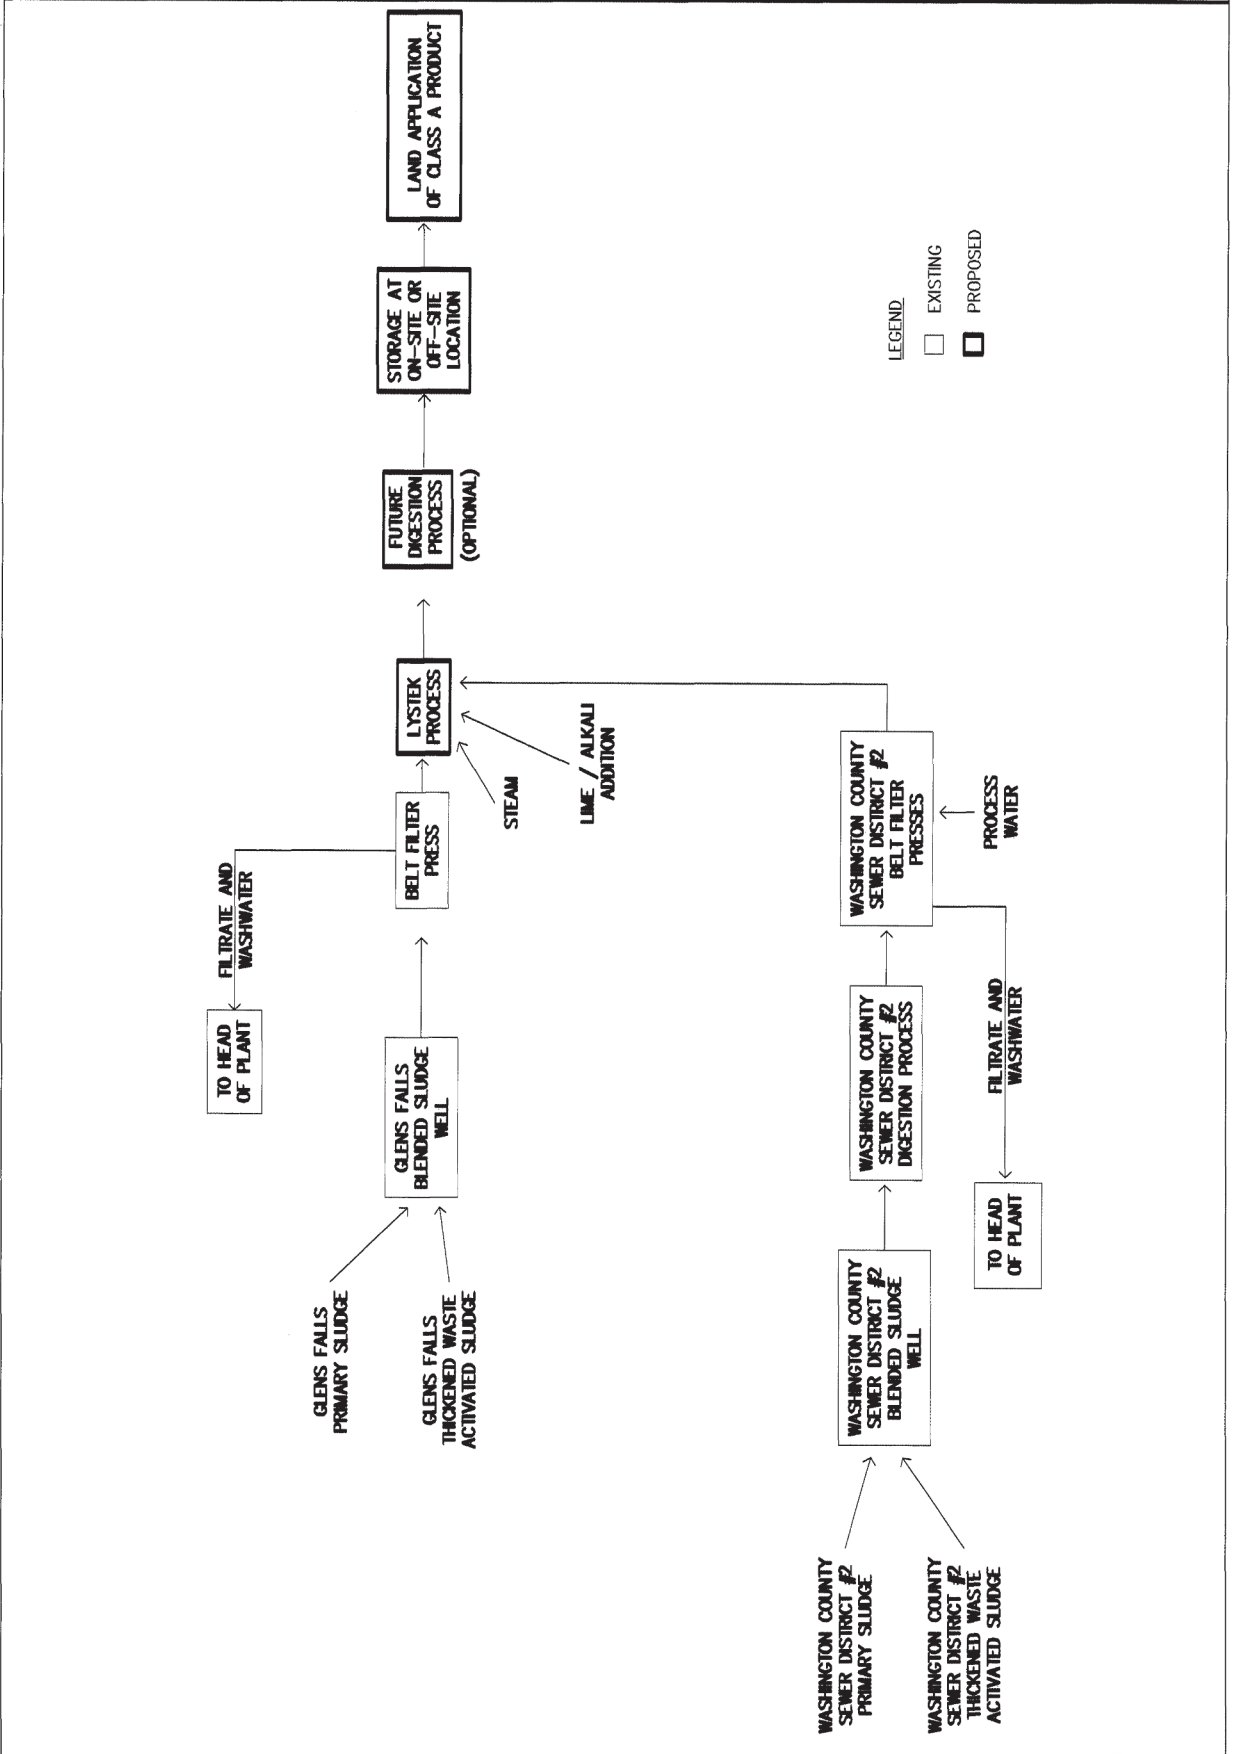 GLENS FALLS
PRIMARY SLUDGE
GLENS FALLS
THICKENED WASTE
ACTIVATED SLUDGE
TO HEAD
OF PLANT
FILTRATE AND
WASHWATER
GLENS FALLS
BLENDED SLUDGE
WELL
BELT FILTER
PRESS
STEAM
LIME / ALKALI
ADDITION
LYSTEK
PROCESS
FUTURE
DIGESTION
PROCESS
(OPTIONAL)
STORAGE AT
ON-SITE OR
OFF-SITE
LOCATION
LAND APPLICATION
OF CLASS A PRODUCT
WASHINGTON COUNTY
SEWER DISTRICT #2
PRIMARY SLUDGE
WASHINGTON COUNTY
SEWER DISTRICT #2
THICKENED WASTE
ACTIVATED SLUDGE
WASHINGTON COUNTY
SEWER DISTRICT #2
BLENDED SLUDGE
WELL
WASHINGTON COUNTY
SEWER DISTRICT #2
DIGESTION PROCESS
WASHINGTON COUNTY
SEWER DISTRICT #2
BELT FILTER
PRESSES
TO HEAD
OF PLANT
FILTRATE AND
WASHWATER
PROCESS
WATER
LEGEND
EXISTING
PROPOSED